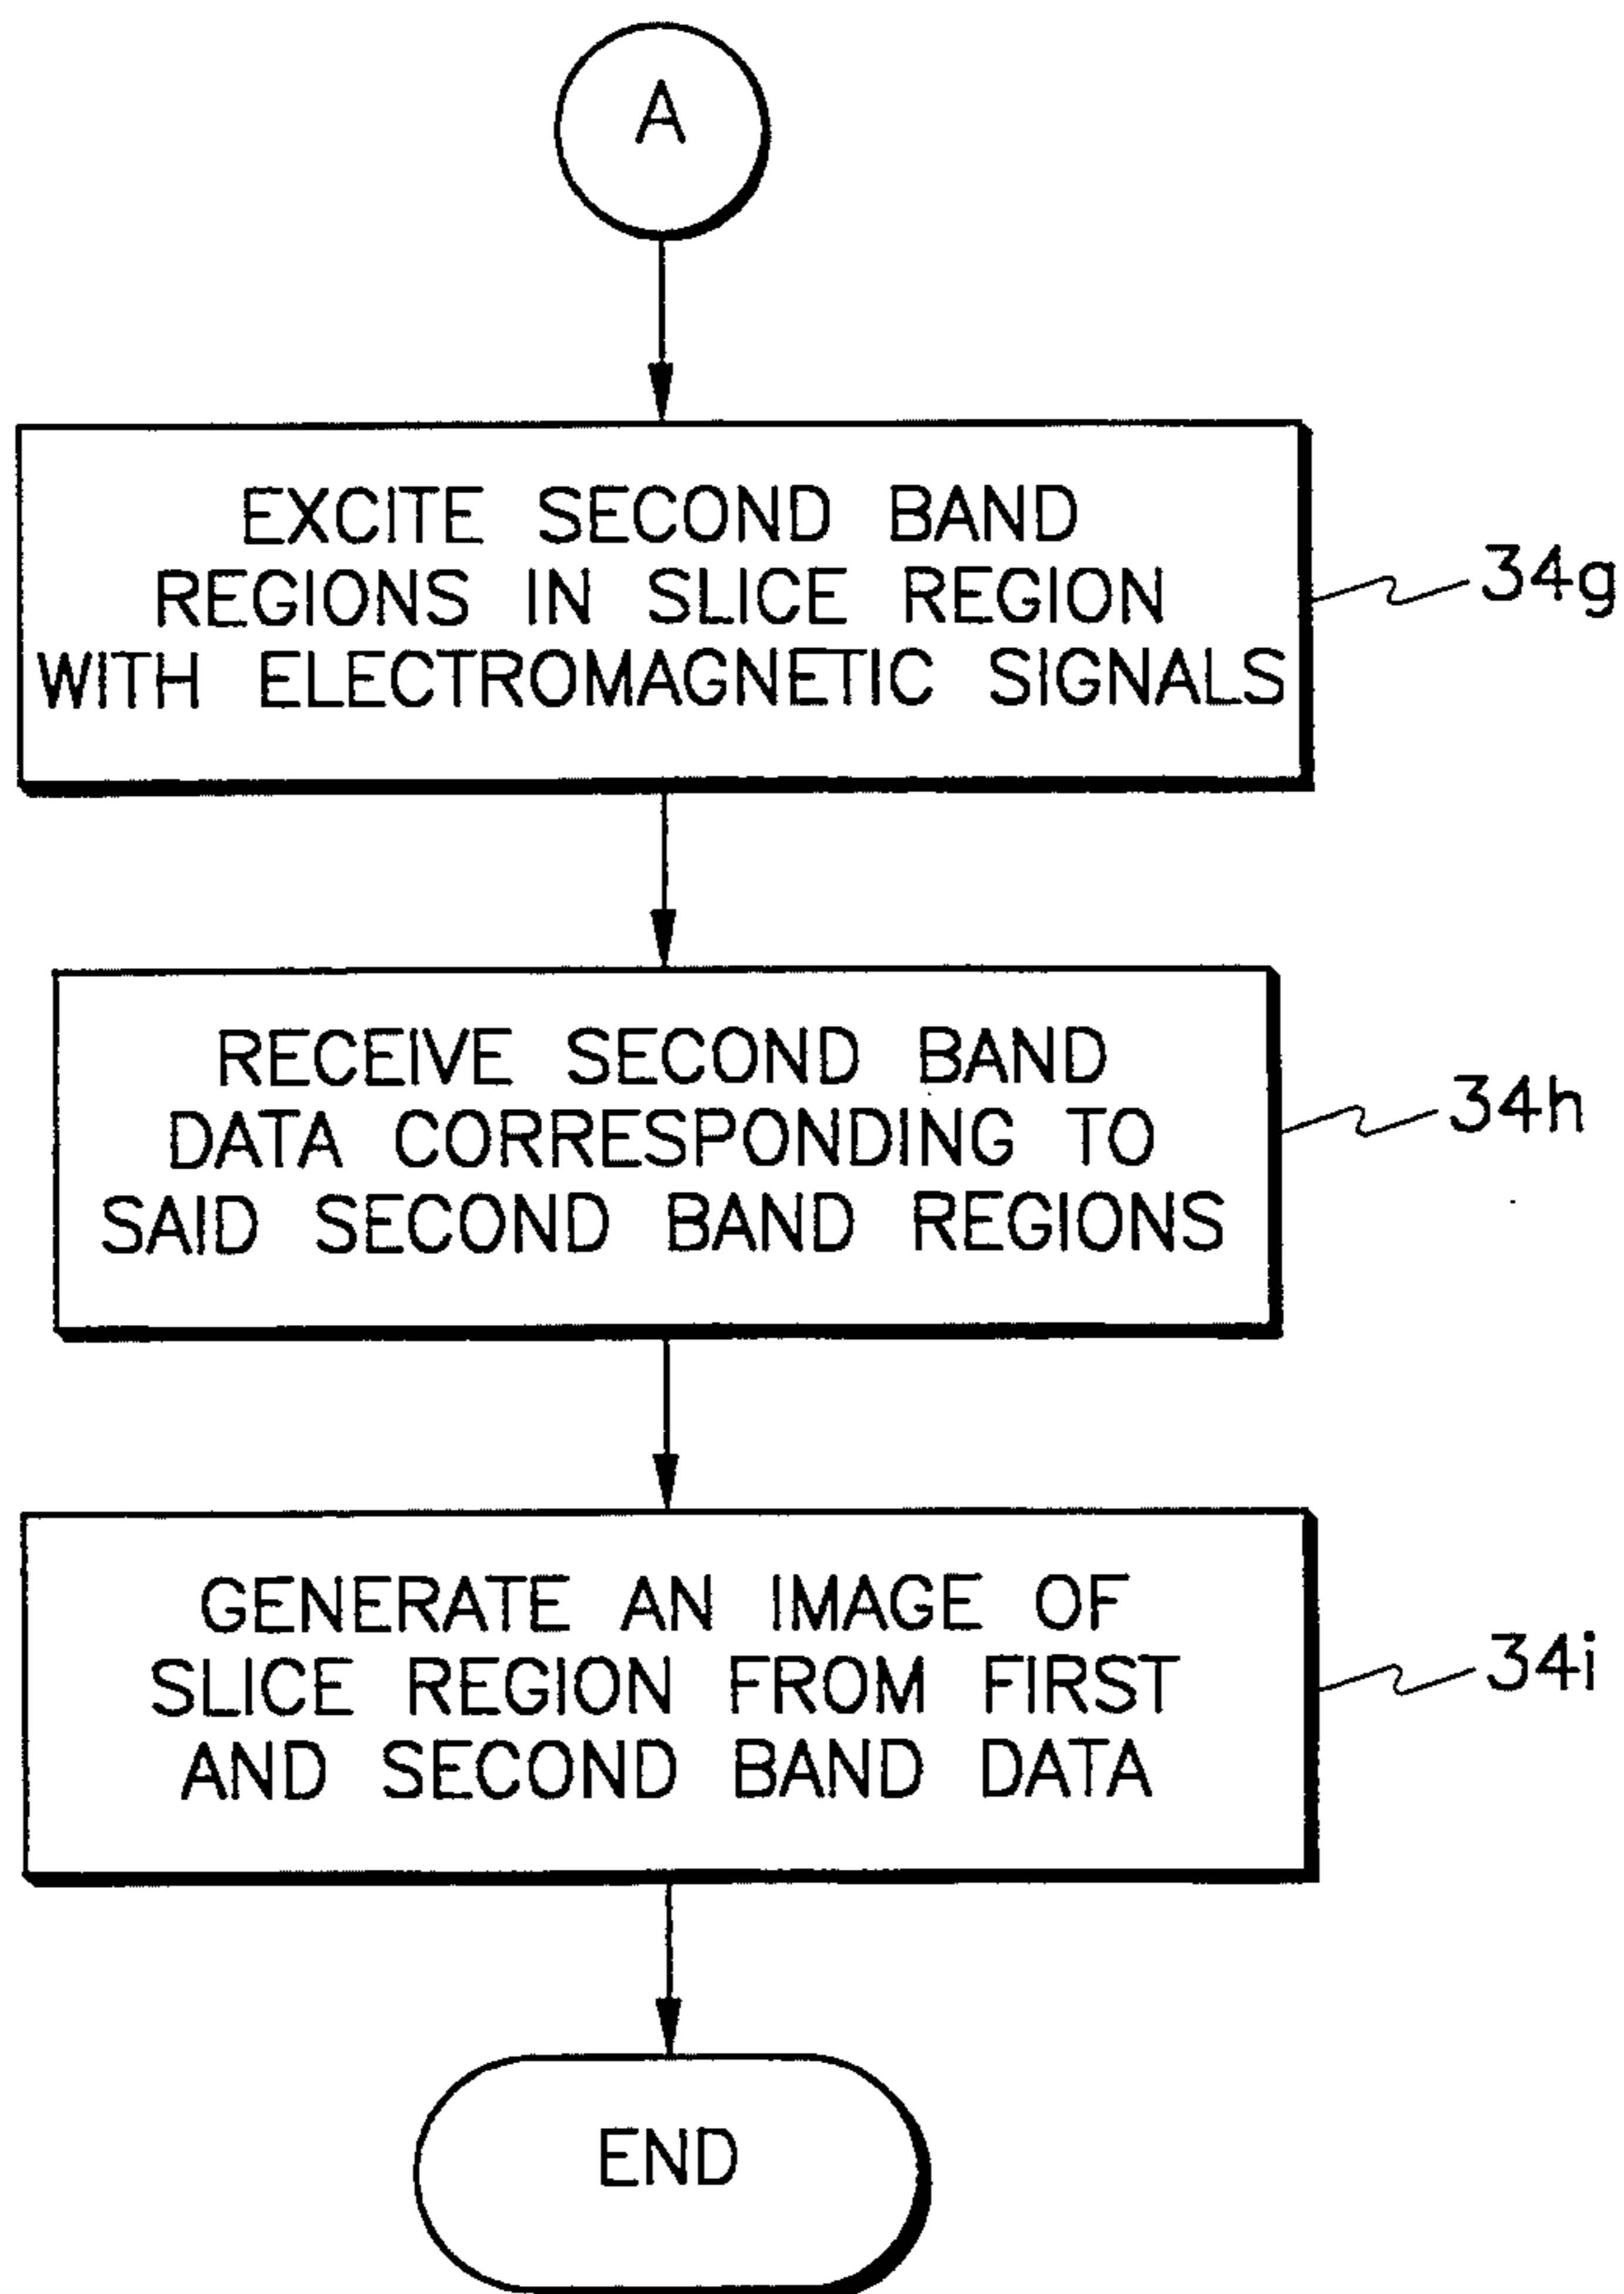 A
EXCITE SECOND BAND
REGIONS IN SLICE REGION
WITH ELECTROMAGNETIC SIGNALS
34g
RECEIVE SECOND BAND
DATA CORRESPONDING TO
SAID SECOND BAND REGIONS
34h
GENERATE AN IMAGE OF
SLICE REGION FROM FIRST
AND SECOND BAND DATA
34i
END